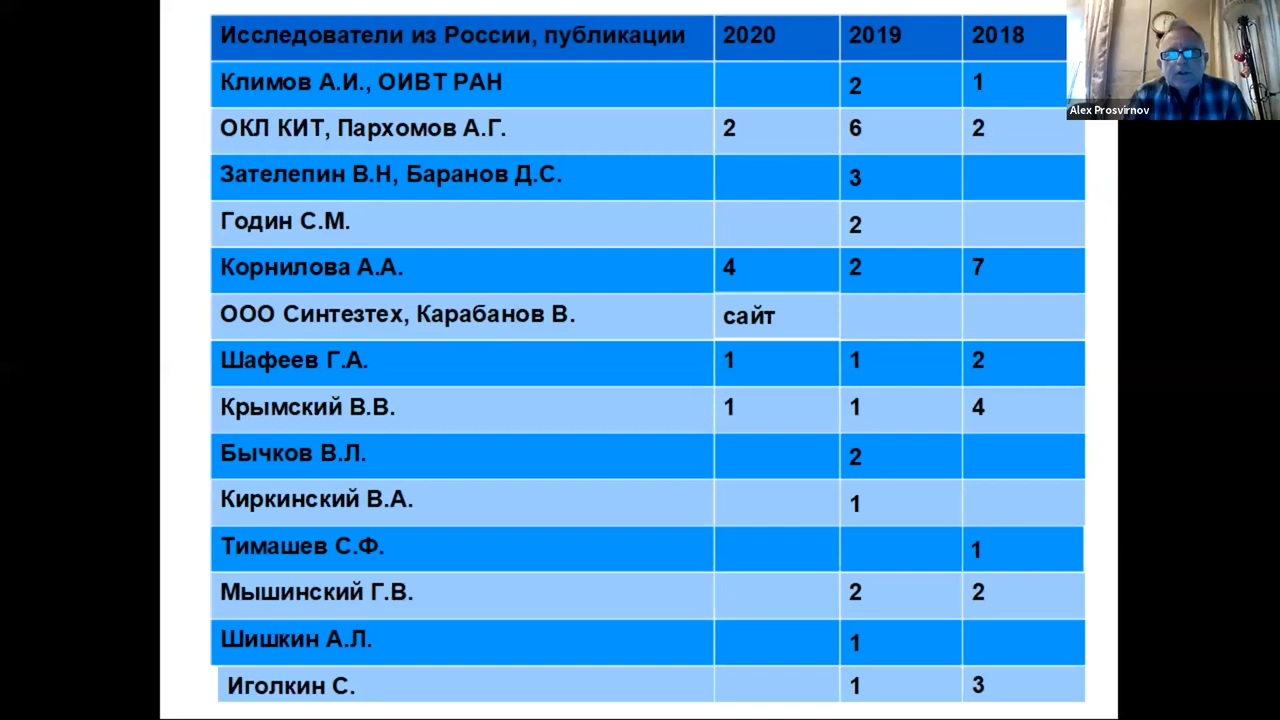 Исследователи из России, публикации 2020 2019 2018
Климов А.И., ОИВТ РАН 2 1
ОКЛ КИТ, Пархомов А.Г. 2 6 2
Зателепин В.Н, Баранов Д.С. 3
Годин С.М. 2
Корнилова А.А. 4 2 7
ООО Синтезтех, Карабанов В. сайт
Шафеев Г.А. 1 1 2
Крымский В.В. 1 1 4
Бычков В.Л. 2
Киркинский В.А. 1
Тимашев С.Ф. 1
Мышинский Г.В. 2 2
Шишкин А.Л. 1
Иголкин С. 1 3
Alex Prosvirnov